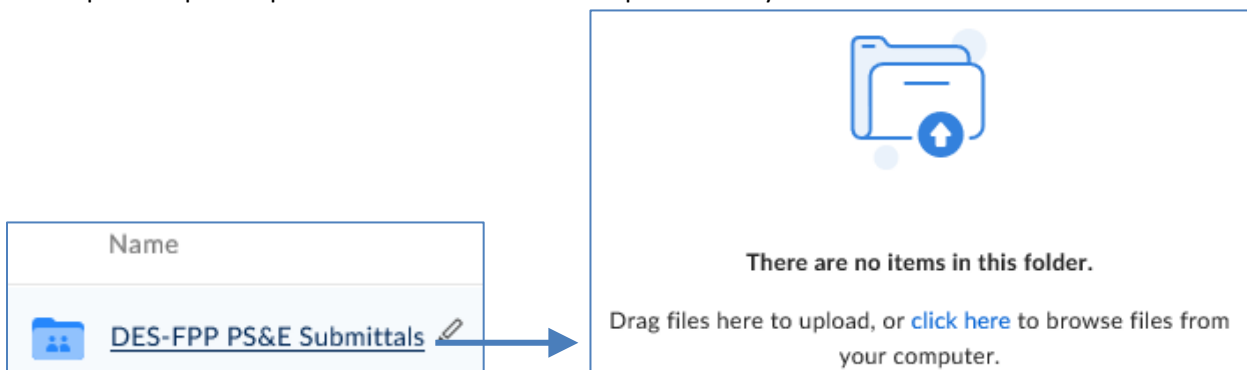 Name
DES-FPP PS&E Submittals
There are no items in this folder.
Drag files here to upload, or click here to browse files from
your computer.